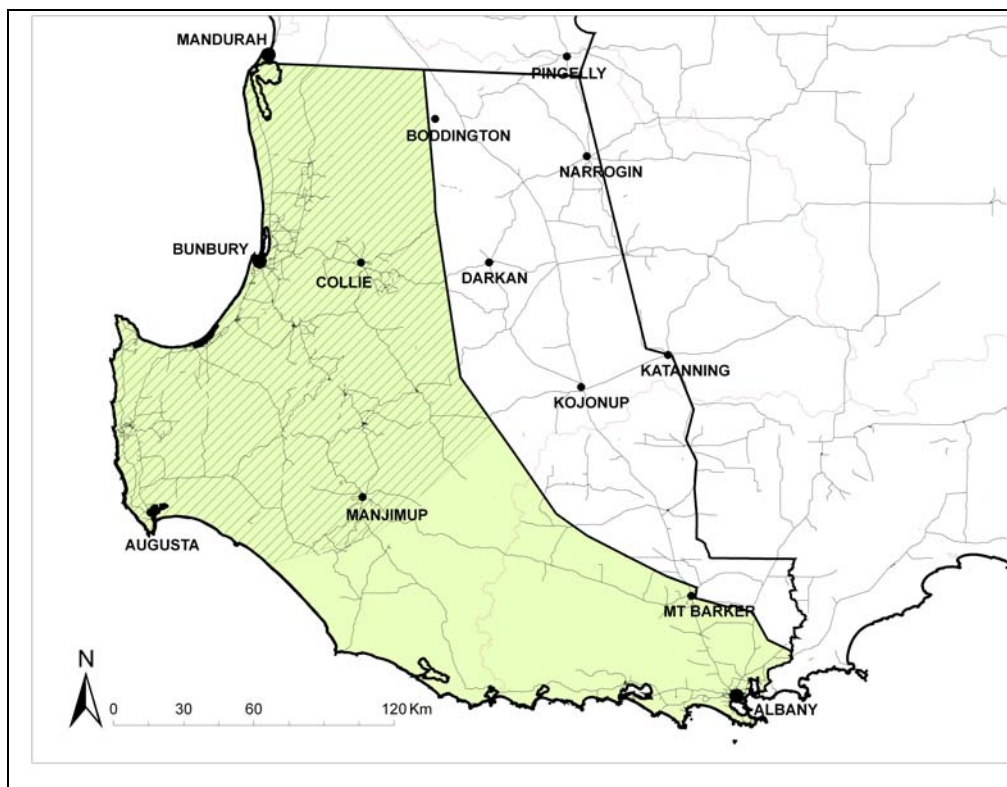 MANDURAH
PINGELLY
BODDINGTON
NARROGIN
BUNBURY
COLLIE
DARKAN
KATANNING
KOJONUP
MANJIMUP
AUGUSTA
MT BARKER
N
0 30 60 120 Km
ALBANY